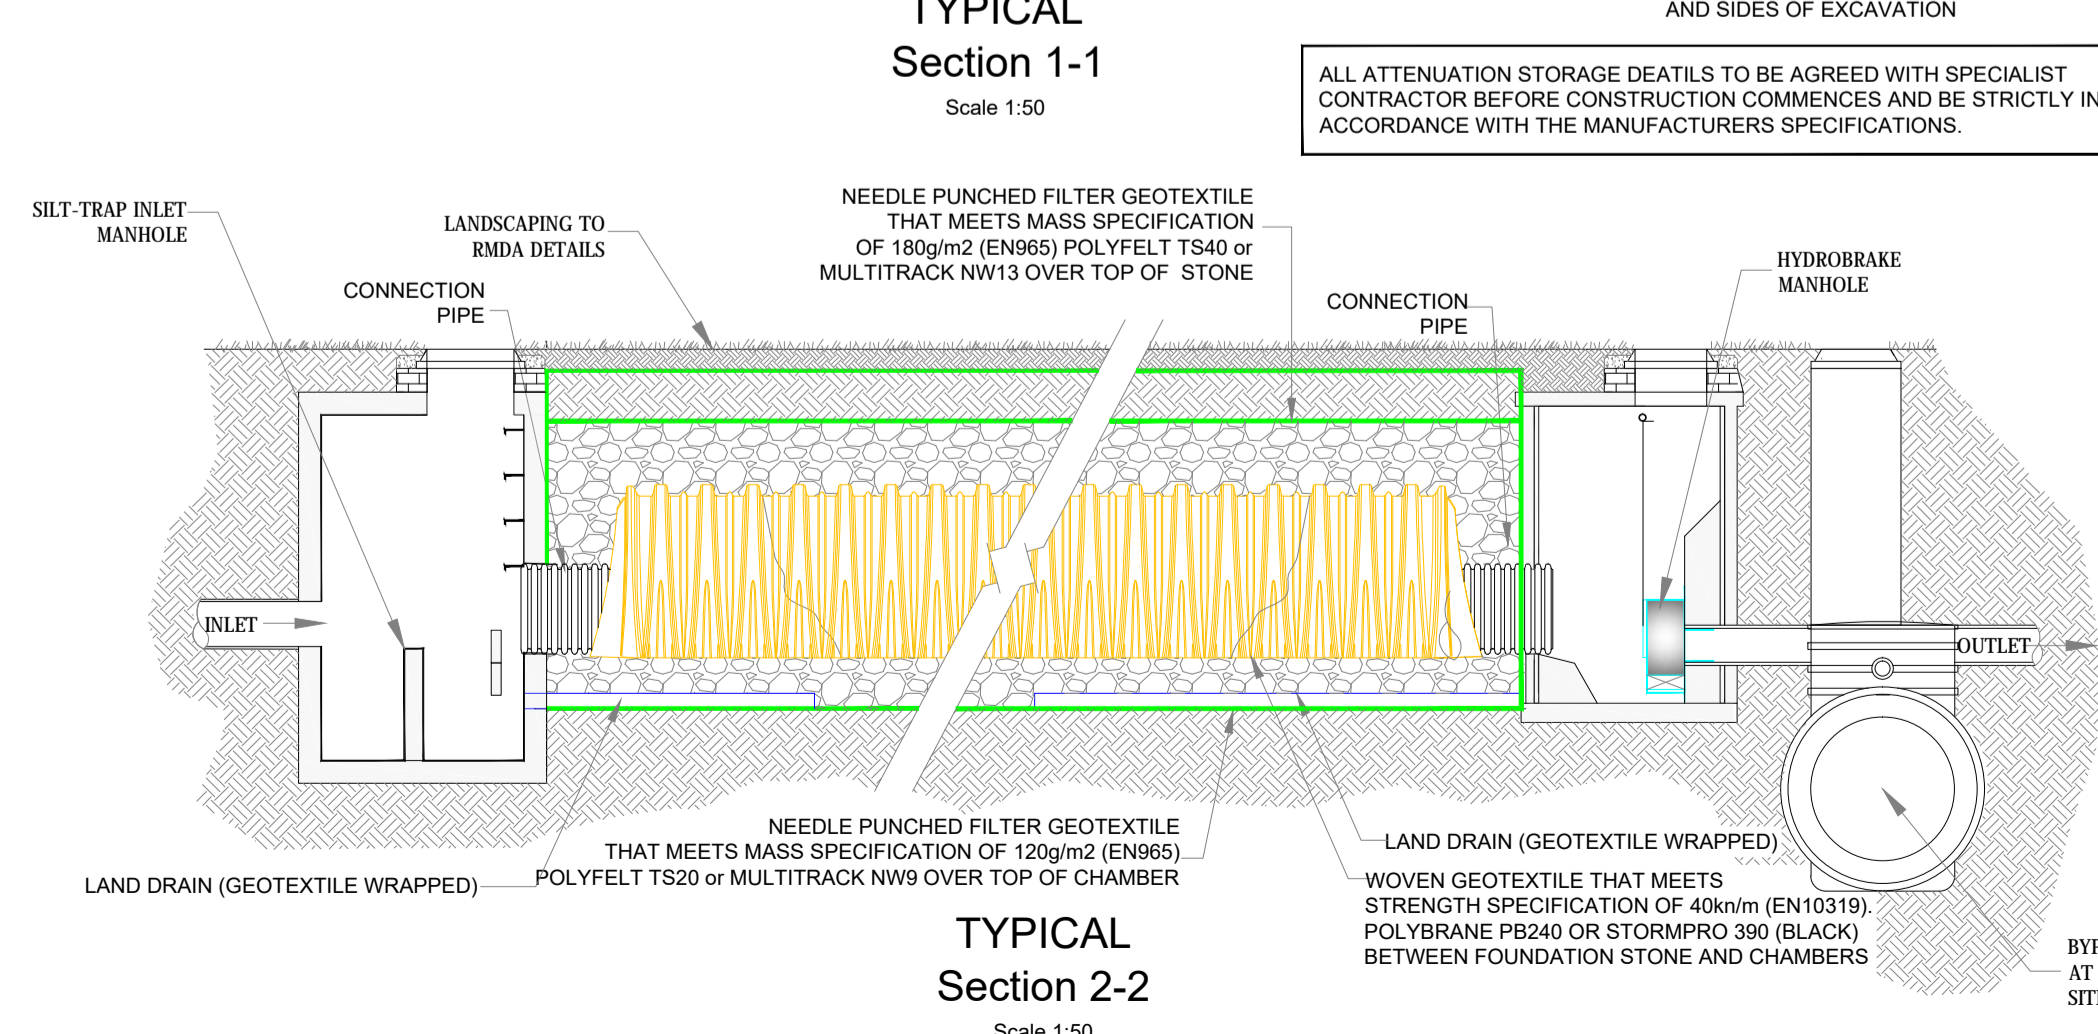 TYPICAL
Section 1-1
Scale 1:50
AND SIDES OF EXCAVATION
ALL ATTENUATION STORAGE DEATILS TO BE AGREED WITH SPECIALIST
CONTRACTOR BEFORE CONSTRUCTION COMMENCES AND BE STRICTLY IN
ACCORDANCE WITH THE MANUFACTURERS SPECIFICATIONS.
SILT-TRAP INLET
MANHOLE
LANDSCAPING TO
RMDA DETAILS
NEEDLE PUNCHED FILTER GEOTEXTILE
THAT MEETS MASS SPECIFICATION
OF 180g/m2 (EN965) POLYFELT TS40 or
MULTITRACK NW13 OVER TOP OF STONE
CONNECTION
PIPE
CONNECTION
PIPE
HYDROBRAKE
MANHOLE
INLET
OUTLET
NEEDLE PUNCHED FILTER GEOTEXTILE
THAT MEETS MASS SPECIFICATION OF 120g/m2 (EN965)
POLYFELT TS20 or MULTITRACK NW9 OVER TOP OF CHAMBER
LAND DRAIN (GEOTEXTILE WRAPPED)
LAND DRAIN (GEOTEXTILE WRAPPED)
WOVEN GEOTEXTILE THAT MEETS
STRENGTH SPECIFICATION OF 40kn/m (EN10319).
POLYBRANE PB240 OR STORMPRO 390 (BLACK)
BETWEEN FOUNDATION STONE AND CHAMBERS
TYPICAL
Section 2-2
Scale 1:50
AT